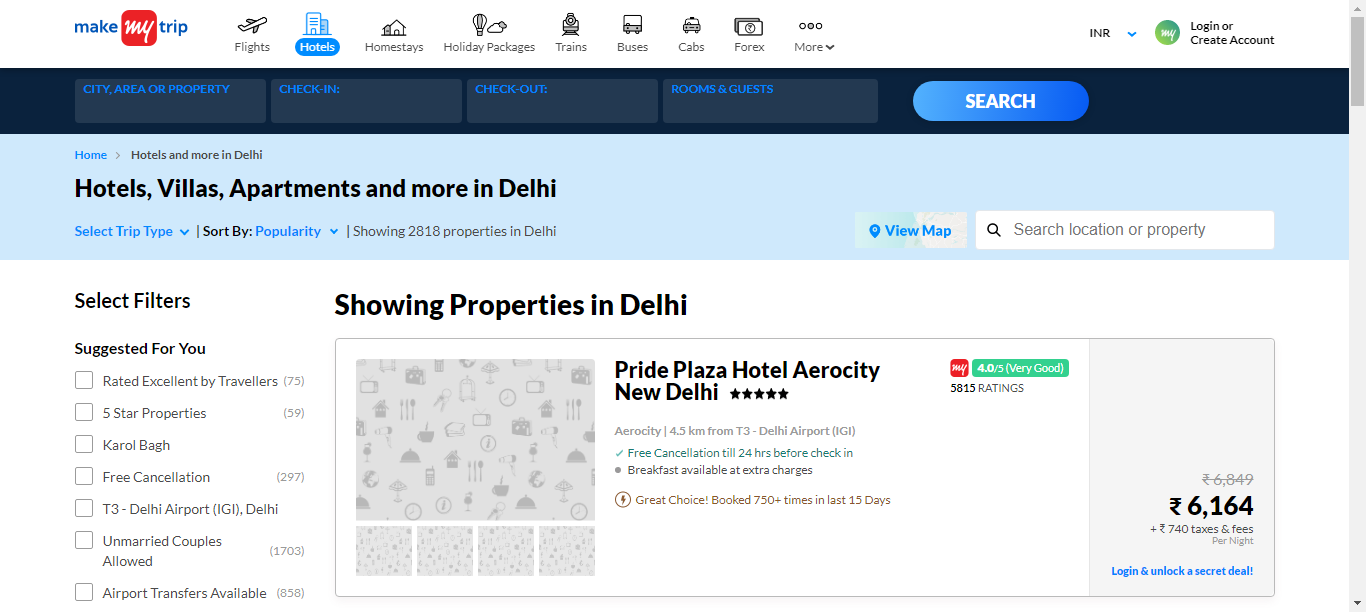 make my trip
Flights
Hotels
Homestays
Holiday Packages
Trains
Buses
Cabs
Forex
More
INR
my
Login or
Create Account
CITY, AREA OR PROPERTY
CHECK-IN:
CHECK-OUT:
ROOMS & GUESTS
SEARCH
Home > Hotels and more in Delhi
Hotels, Villas, Apartments and more in Delhi
Select Trip Type | Sort By: Popularity | Showing 2818 properties in Delhi
View Map
Search location or property
Select Filters
Suggested For You
Rated Excellent by Travellers (75)
5 Star Properties (59)
Karol Bagh
Free Cancellation (297)
T3 - Delhi Airport (IGI), Delhi
Unmarried Couples
Allowed (1703)
Airport Transfers Available (858)
Showing Properties in Delhi
Pride Plaza Hotel Aerocity
New Delhi ★★★★★
my 4.0/5 (Very Good)
5815 RATINGS
Aerocity | 4.5 km from T3 - Delhi Airport (IGI)
✓ Free Cancellation till 24 hrs before check in
● Breakfast available at extra charges
Great Choice! Booked 750+ times in last 15 Days
₹ 6,849
₹ 6,164
+ ₹ 740 taxes & fees
Per Night
Login & unlock a secret deal!